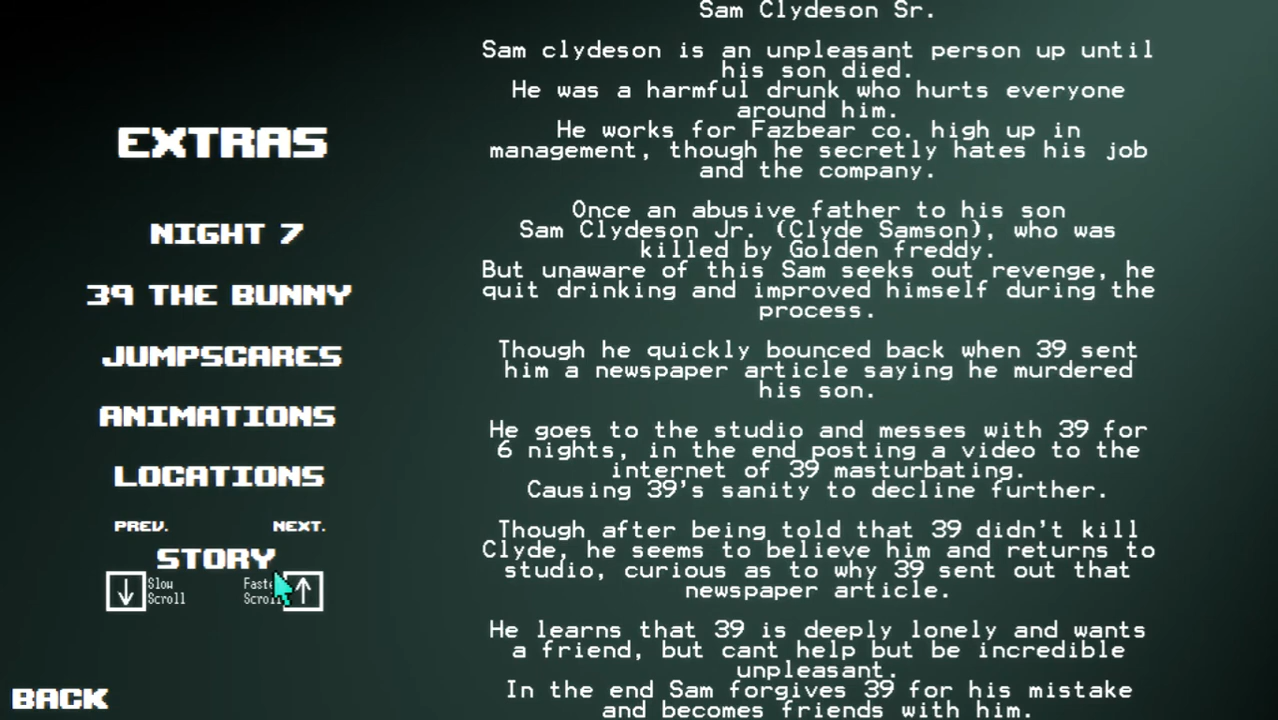 EXTRAS
NIGHT 7
39 THE BUNNY
JUMPSCARES
ANIMATIONS
LOCATIONS
PREV. NEXT.
STORY
Slow
Scroll
BACK
Sam Clydeson Sr.
Sam clydeson is an unpleasant person up until
his son died.
He was a harmful drunk who hurts everyone
around him.
He works for Fazbear co. high up in
management, though he secretly hates his job
and the company.
Once an abusive father to his son
Sam Clydeson Jr. (Clyde Samson), who was
killed by Golden freddy.
But unaware of this Sam seeks out revenge, he
quit drinking and improved himself during the
process.
Though he quickly bounced back when 39 sent
him a newspaper article saying he murdered
his son.
He goes to the studio and messes with 39 for
6 nights, in the end posting a video to the
internet of 39 masturbating.
Causing 39's sanity to decline further.
Though after being told that 39 didn't kill
Clyde, he seems to believe him and returns to
studio, curious as to why 39 sent out that
newspaper article.
He learns that 39 is deeply lonely and wants
a friend, but cant help but be incredible
unpleasant.
In the end Sam forgives 39 for his mistake
and becomes friends with him.